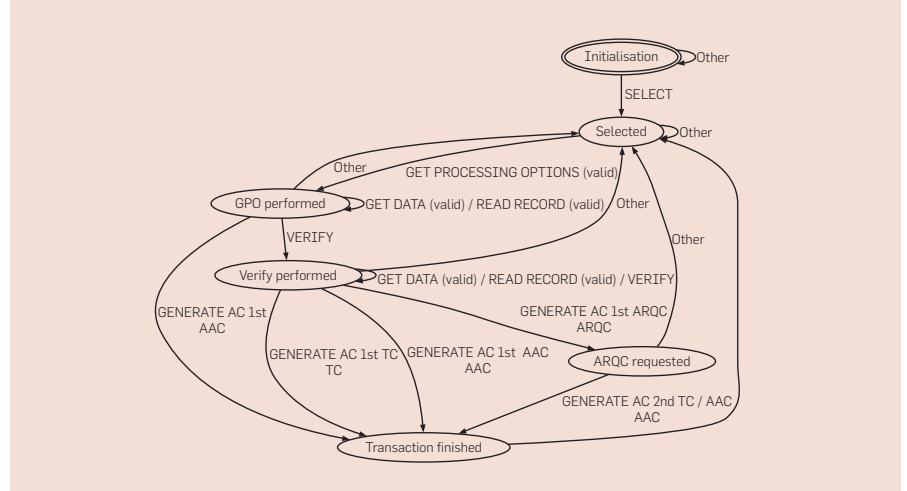 Initialisation
Other
SELECT
Selected
Other
Other
GET PROCESSING OPTIONS (valid)
GPO performed
GET DATA (valid) / READ RECORD (valid)
Other
VERIFY
Other
Verify performed
GET DATA (valid) / READ RECORD (valid) / VERIFY
GENERATE AC 1st
AAC
GENERATE AC 1st ARQC
ARQC
GENERATE AC 1st TC
TC
GENERATE AC 1st AAC
AAC
ARQC requested
GENERATE AC 2nd TC / AAC
AAC
Transaction finished